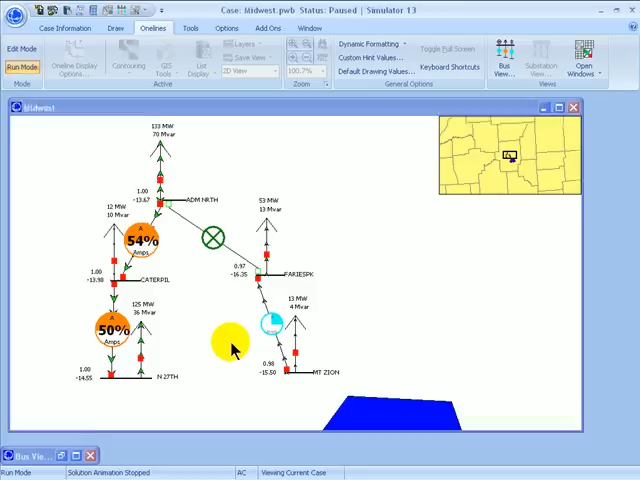 Case: Midwest.pwb Status: Paused | Simulator 13
Case Information Draw Onelines Tools Options Add Ons Window
Edit Mode
Run Mode
Mode
Oneline Display
Options...
Contouring
GIS
Tools
List
Display
Active
Layers
Save View
2D View
100.7%
Zoom
Dynamic Formatting
Custom Hint Values...
Default Drawing Values...
Toggle Full Screen
Keyboard Shortcuts
General Options
Bus
View...
Substation
View...
Open
Windows
Midwest
133 MW
70 Mvar
1.00
-13.67
ADM NRTH
12 MW
10 Mvar
A
54%
Amps
53 MW
13 Mvar
1.00
-13.98
CATERPIL
0.97
-16.35
FARIESPK
125 MW
36 Mvar
A
50%
Amps
13 MW
4 Mvar
1.00
-14.55
N 27TH
0.98
-15.50
MT ZION
Bus Vie...
Run Mode
Solution Animation Stopped
AC
Viewing Current Case